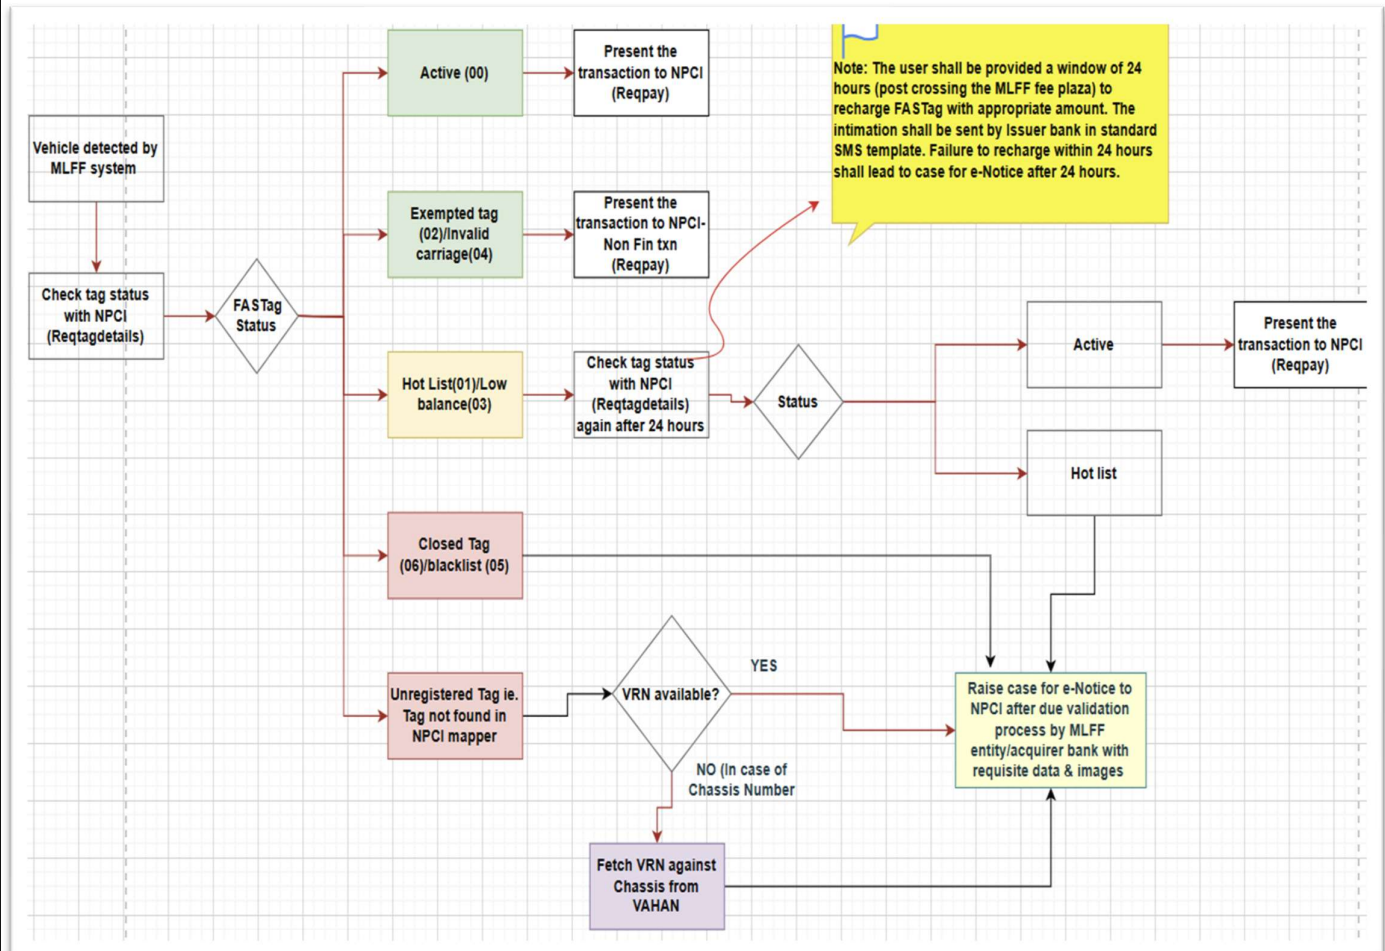 Vehicle detected by
MLFF system
Check tag status
with NPCI
(Reqtagdetails)
FASTag
Status
Active (00)
Present the
transaction to NPCI
(Reqpay)
Exempted tag
(02)/Invalid
carriage(04)
Present the
transaction to NPCI-
Non Fin txn
(Reqpay)
Note: The user shall be provided a window of 24
hours (post crossing the MLFF fee plaza) to
recharge FASTag with appropriate amount. The
intimation shall be sent by Issuer bank in standard
SMS template. Failure to recharge within 24 hours
shall lead to case for e-Notice after 24 hours.
Hot List(01)/Low
balance(03)
Check tag status
with NPCI
(Reqtagdetails)
again after 24 hours
Status
Active
Present the
transaction to NPCI
(Reqpay)
Hot list
Closed Tag
(06)/blacklist (05)
Unregistered Tag ie.
Tag not found in
NPCI mapper
VRN available?
YES
NO (In case of
Chassis Number
Fetch VRN against
Chassis from
VAHAN
Raise case for e-Notice to
NPCI after due validation
process by MLFF
entity/acquirer bank with
requisite data & images